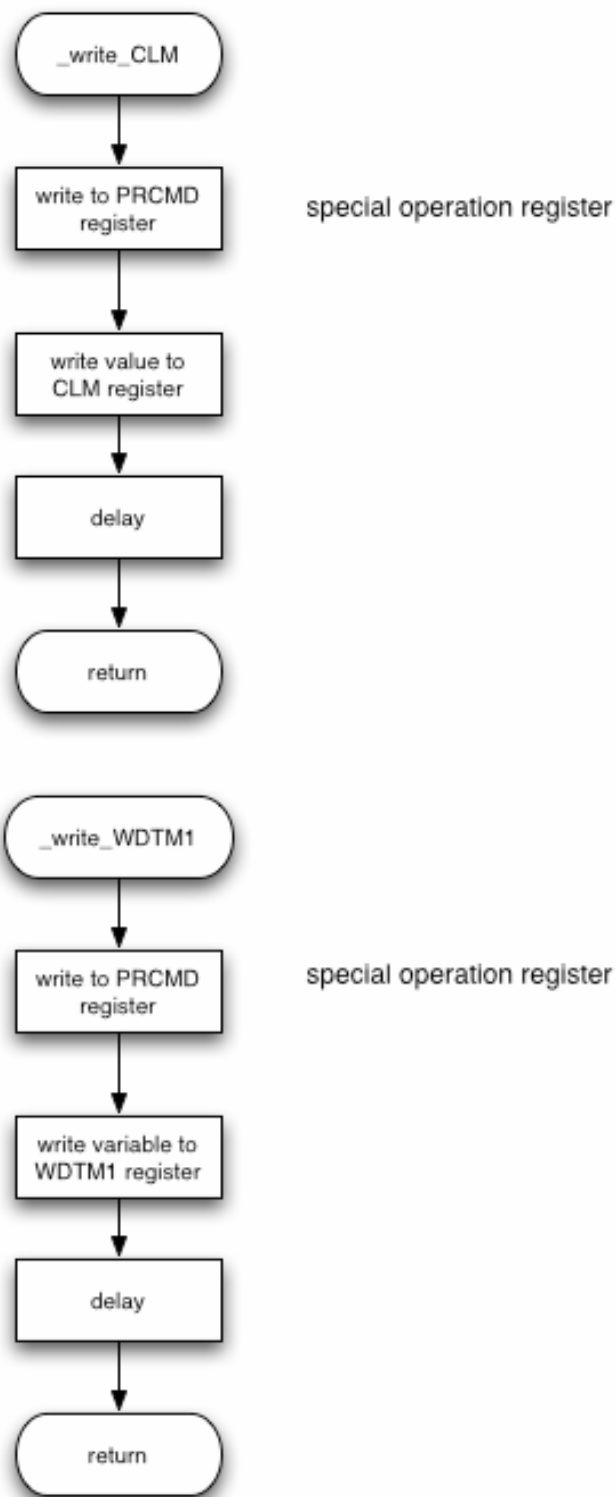 _write_CLM
write to PRCMD
register
special operation register
write value to
CLM register
delay
return
_write_WDTM1
write to PRCMD
register
special operation register
write variable to
WDTM1 register
delay
return